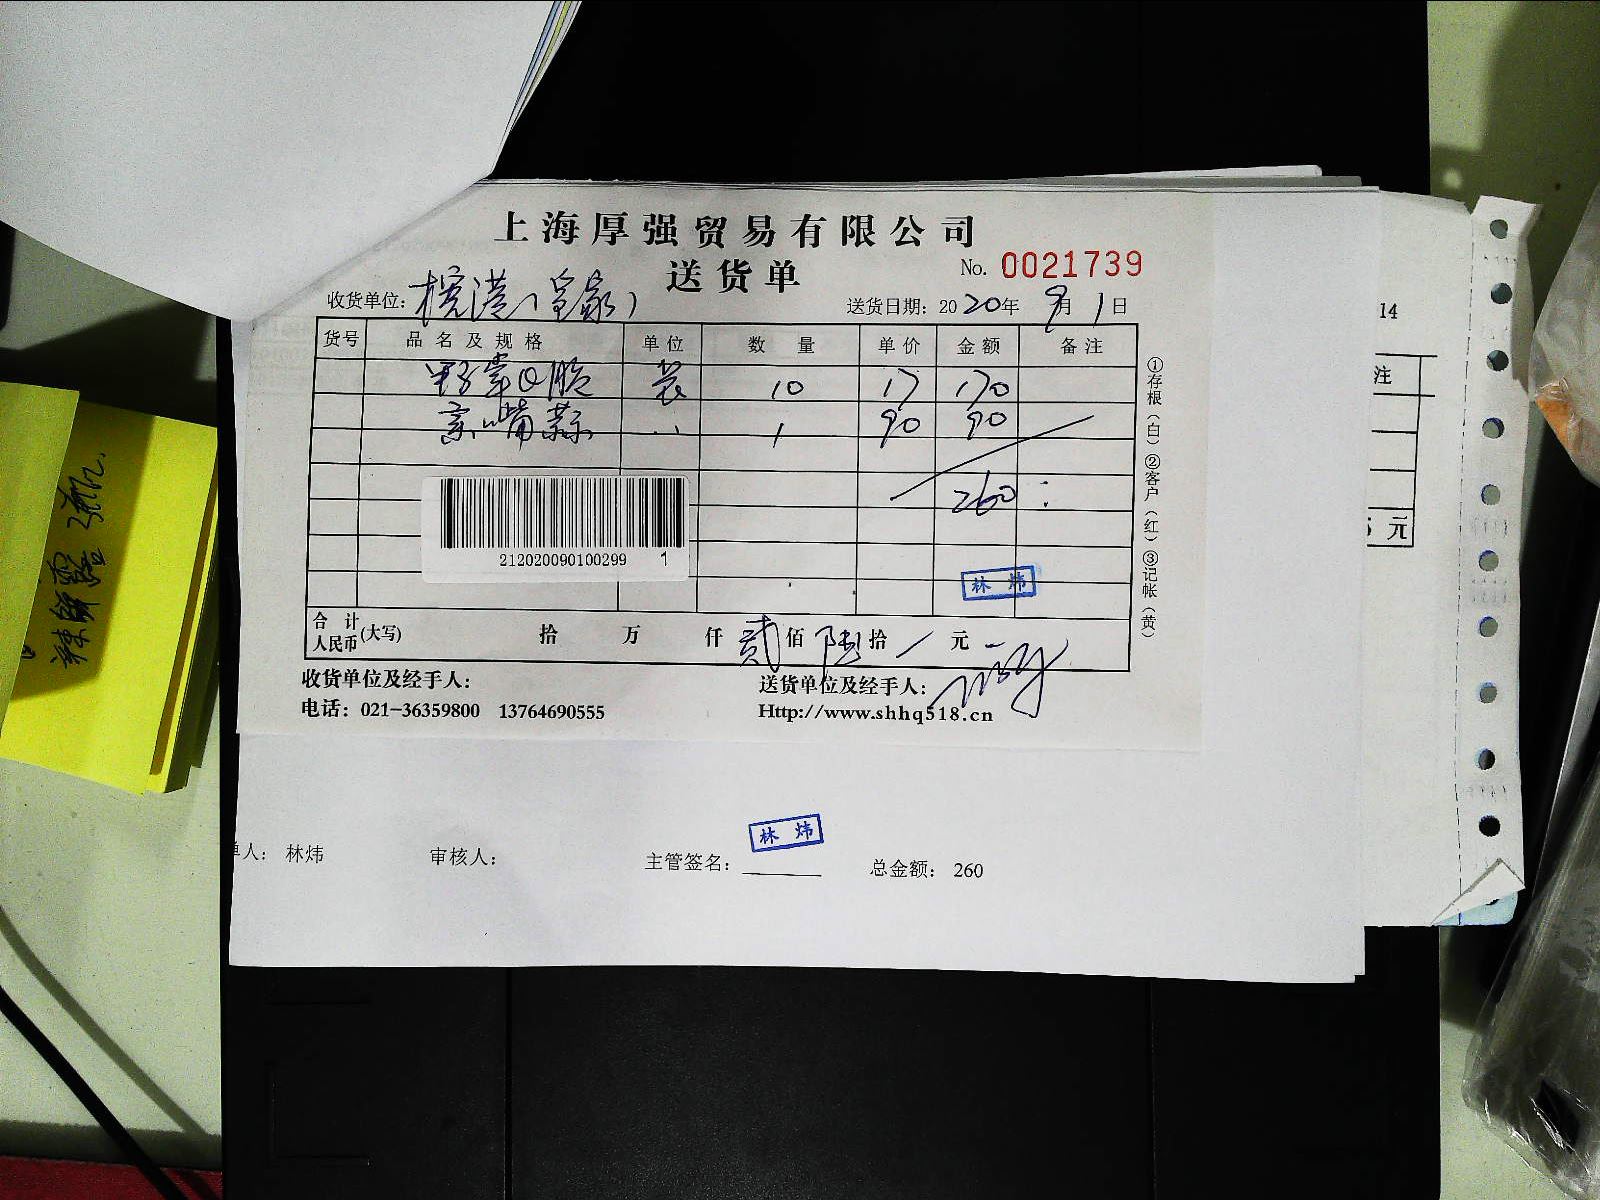 上海厚强贸易有限公司
送货单
No. 0021739
收货单位：
送货日期：2020年9月1日
货号 品名及规格 单位 数量 单价 金额 备注
10 17 170
1 90 90
260
212020090100299 1
林炜
合计人民币(大写) 拾 万 仟 贰佰 陆拾 元
收货单位及经手人：
送货单位及经手人：
电话：021-36359800 13764690555
Http://www.shhq518.cn
①存根（白）②客户（红）③记帐（黄）
林炜
单人：林炜 审核人： 主管签名： 总金额：260
14
注
元